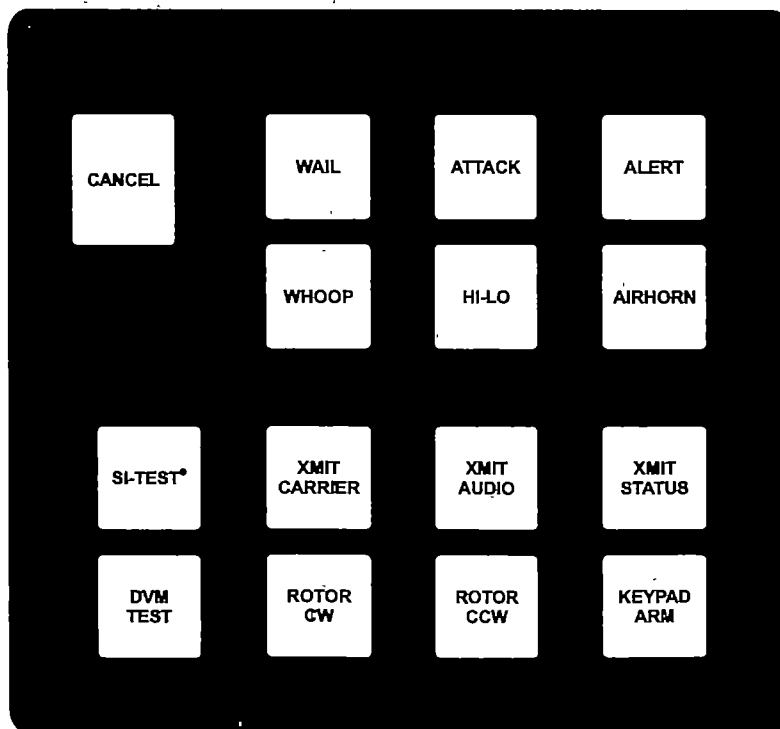 CANCEL
WAIL
ATTACK
ALERT
WHOOP
HI-LO
AIRHORN
SI-TEST®
XMIT
CARRIER
XMIT
AUDIO
XMIT
STATUS
DVM
TEST
ROTOR
CW
ROTOR
CCW
KEYPAD
ARM